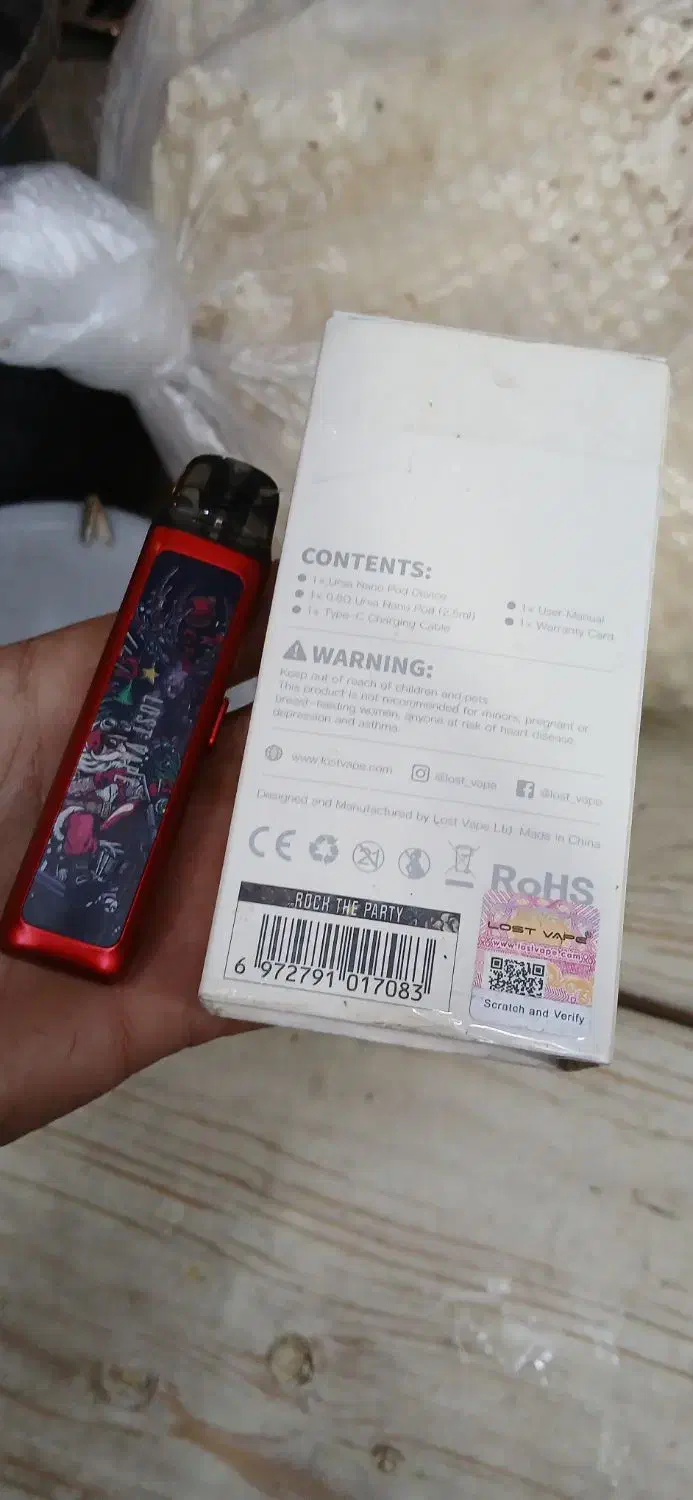 LOST VAPE
CONTENTS:
1× Ursa Nano Pod Device
1× 0.8Ω Ursa Nano Pod (2.5ml)
1× Type-C Charging Cable
1× User Manual
1× Warranty Card
WARNING:
Keep out of reach of children and pets
This product is not recommended for minors, pregnant or
breast-feeding women, anyone at risk of heart disease
depression and asthma.
www.lostvape.com
@lost_vape
@lost_vape
Designed and Manufactured by Lost Vape Ltd. Made in China
CE
RoHS
ROCK THE PARTY
6 972791 017083
LOST VAPE®
www.lostvape.com
Scratch and Verify